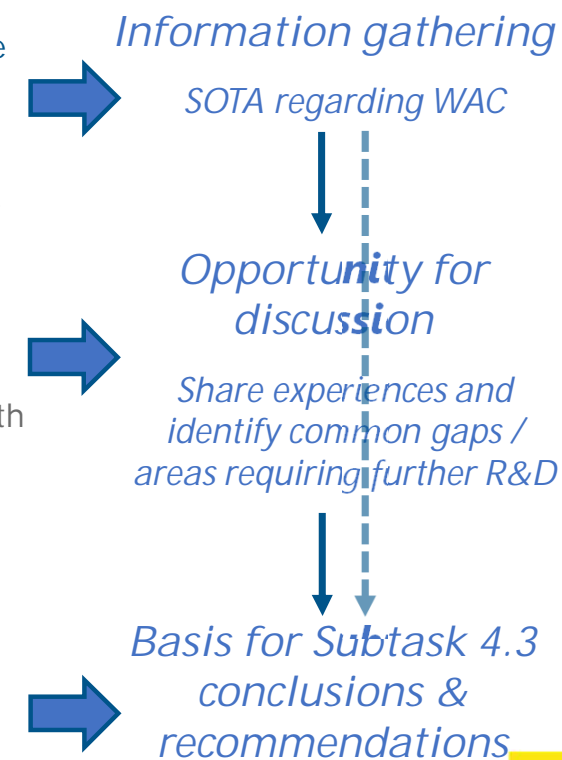 Information gathering
e
SOTA regarding WAC
Opportunity for
discussion
Share experiences and
th
identify common gaps /
areas requiring further R&D
Basis for Subtask 4.3
conclusions &
recommendations